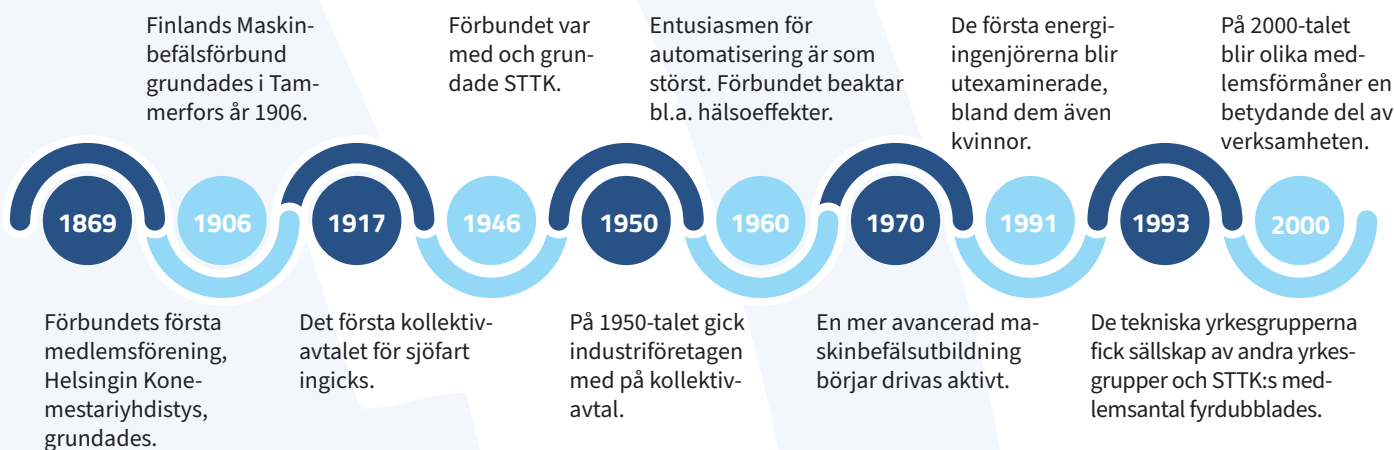 Finlands Maskin-
befälsförbund
grundades i Tam-
merfors år 1906.
Förbundet var
med och grun-
dade STTK.
Entusiasmen för
automatisering är som
störst. Förbundet beaktar
bl.a. hälsoeffekter.
De första energi-
ingenjörerna blir
utexaminerade,
bland dem även
kvinnor.
På 2000-talet
blir olika med-
lemsförmåner en
betydande del av
verksamheten.
1869
1906
1917
1946
1950
1960
1970
1991
1993
2000
Förbundets första
medlemsförening,
Helsingin Kone-
mestariyhdistys,
grundades.
Det första kollektiv-
avtalet för sjöfart
ingicks.
På 1950-talet gick
industriföretagen
med på kollektiv-
avtal.
En mer avancerad ma-
skinbefälsutbildning
börjar drivas aktivt.
De tekniska yrkesgrupperna
fick sällskap av andra yrkes-
grupper och STTK:s med-
lemsantal fyrdubblades.